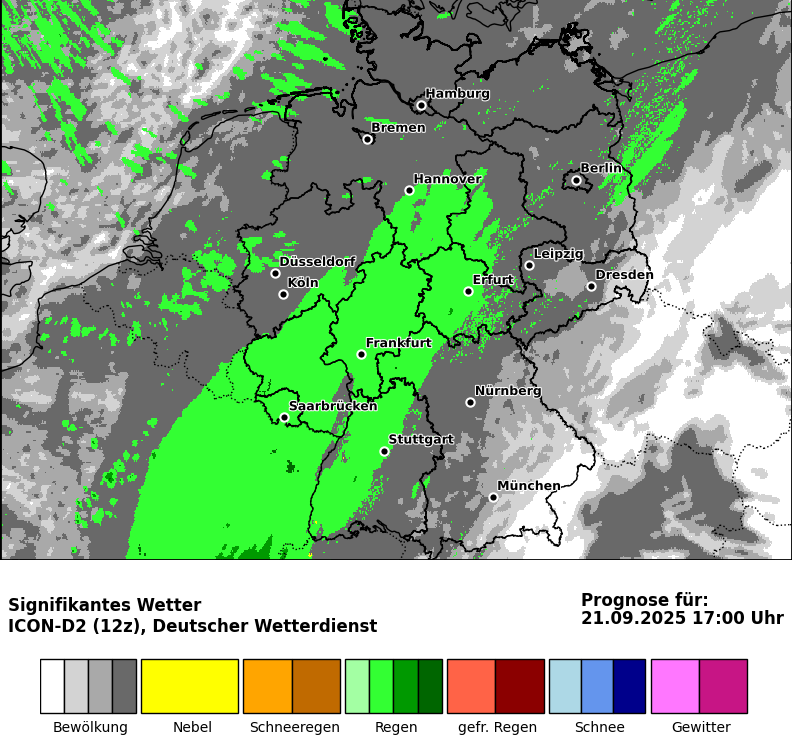 Hamburg
Bremen
Berlin
Hannover
Leipzig
Düsseldorf
Dresden
Köln
Erfurt
Frankfurt
Nürnberg
Saarbrücken
Stuttgart
München
Signifikantes Wetter
ICON-D2 (12z), Deutscher Wetterdienst
Prognose für:
21.09.2025 17:00 Uhr
Bewölkung Nebel Schneeregen Regen gefr. Regen Schnee Gewitter